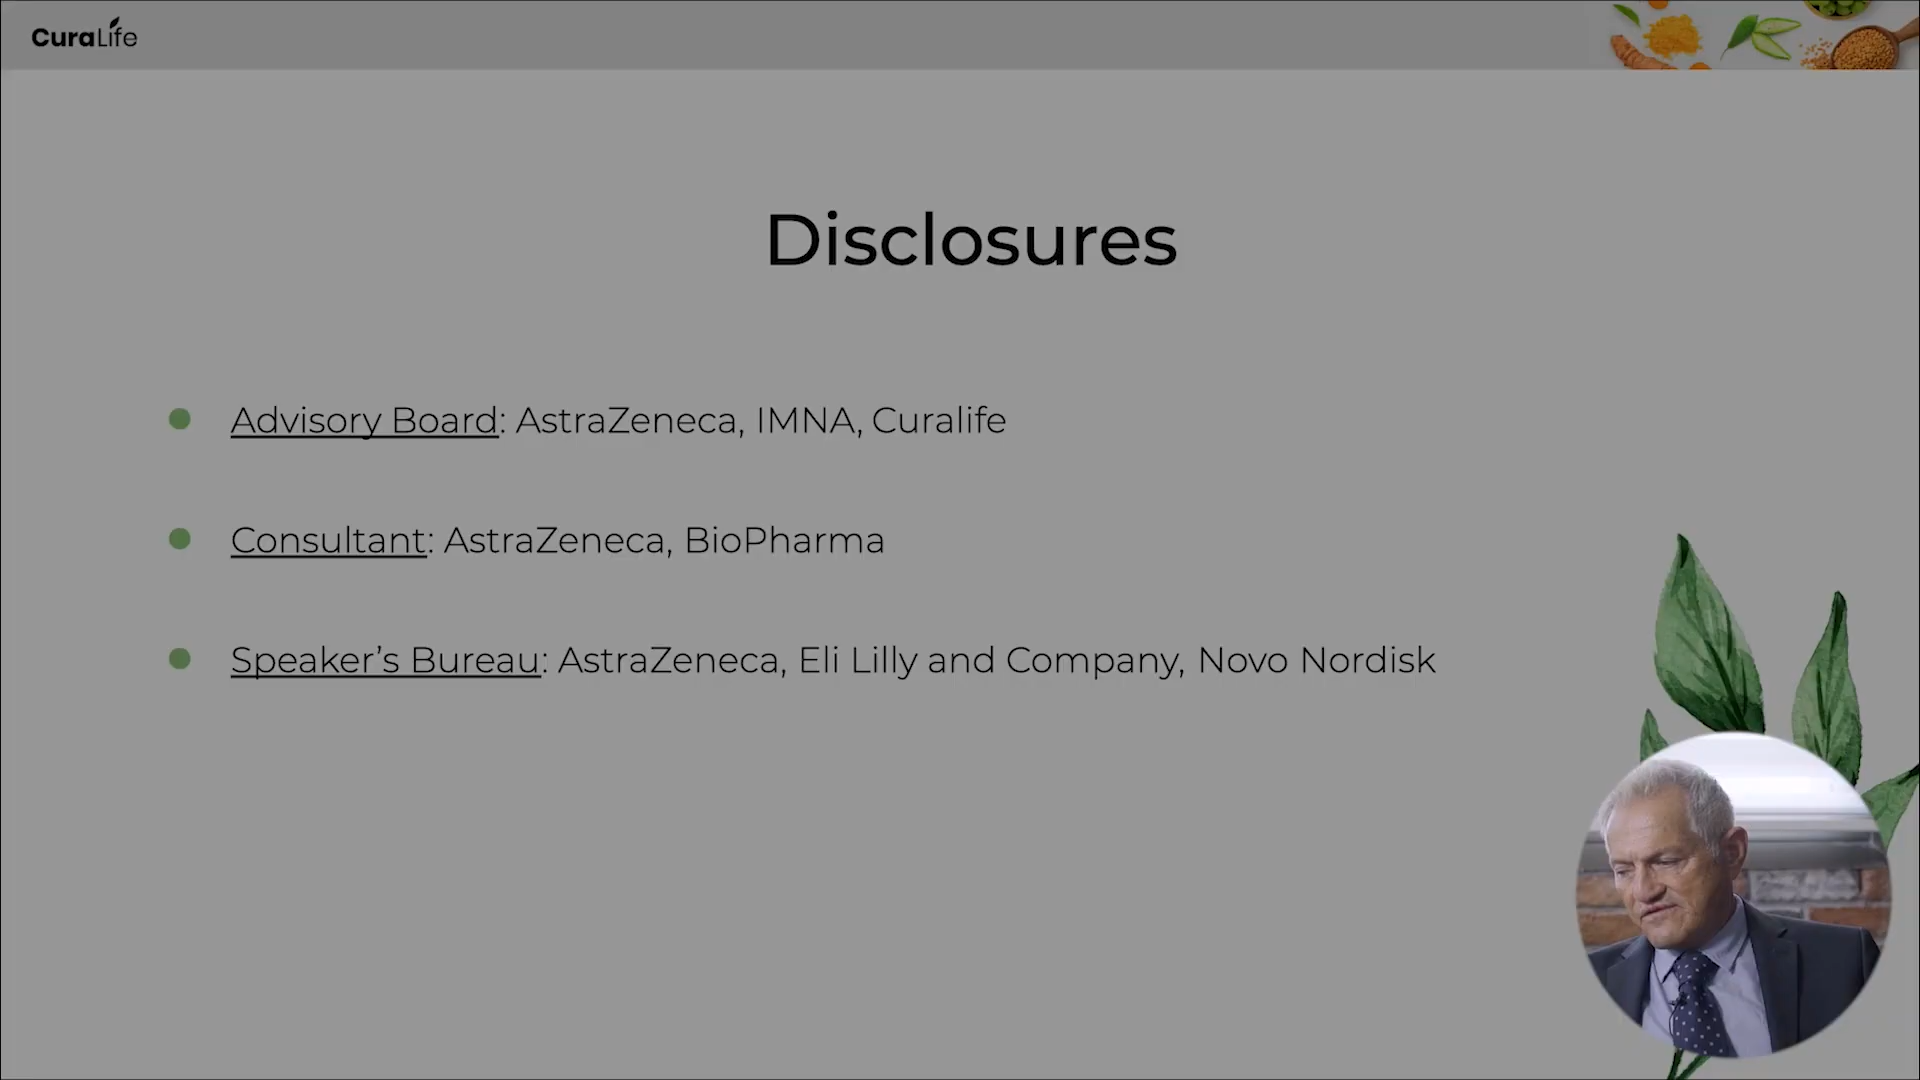 CuraLife
Disclosures
Advisory Board: AstraZeneca, IMNA, Curalife
Consultant: AstraZeneca, BioPharma
Speaker’s Bureau: AstraZeneca, Eli Lilly and Company, Novo Nordisk